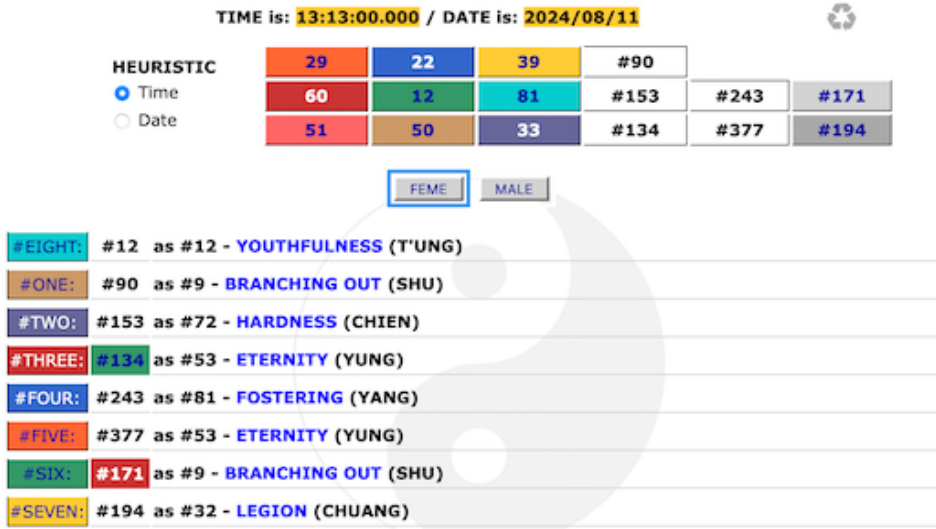 TIME is: 13:13:00.000 / DATE is: 2024/08/11
HEURISTIC
Time
Date
29 22 39 #90
60 12 81 #153 #243 #171
51 50 33 #134 #377 #194
FEME MALE
#EIGHT: #12 as #12 - YOUTHFULNESS (T'UNG)
#ONE: #90 as #9 - BRANCHING OUT (SHU)
#TWO: #153 as #72 - HARDNESS (CHIEN)
#THREE: #134 as #53 - ETERNITY (YUNG)
#FOUR: #243 as #81 - FOSTERING (YANG)
#FIVE: #377 as #53 - ETERNITY (YUNG)
#SIX: #171 as #9 - BRANCHING OUT (SHU)
#SEVEN: #194 as #32 - LEGION (CHUANG)